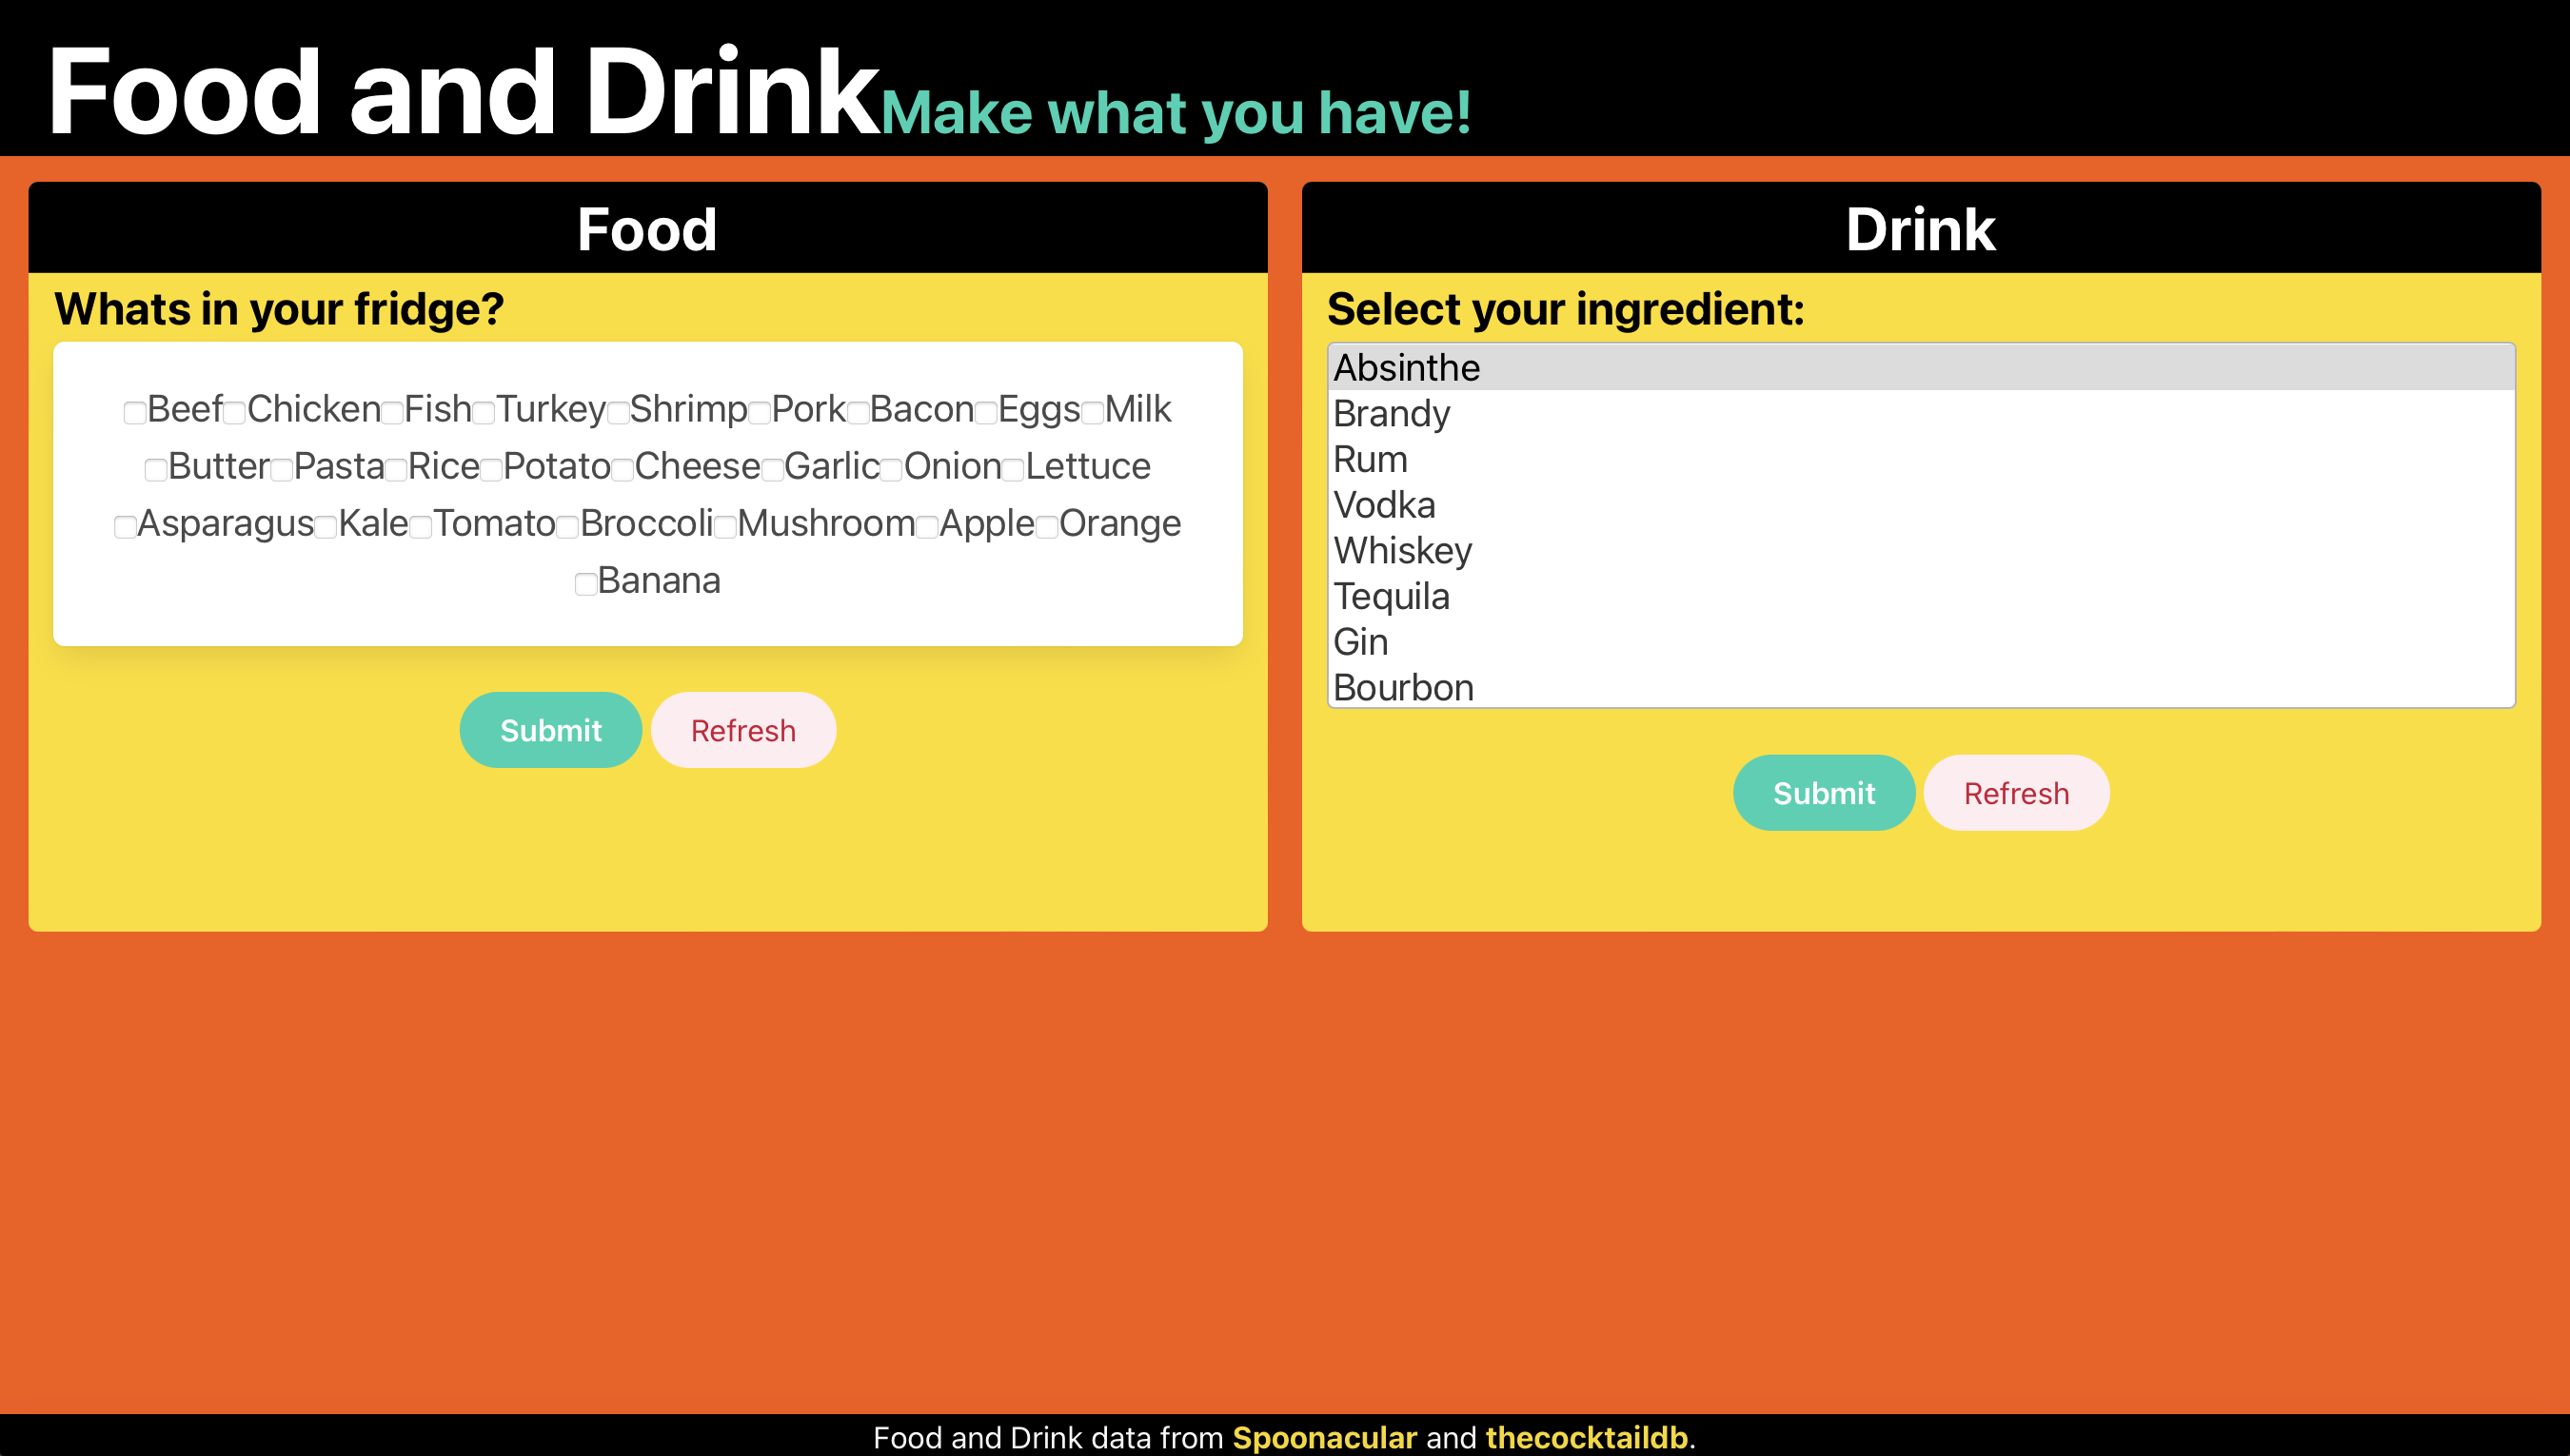 Food and Drink Make what you have!
Food
Whats in your fridge?
Beef Chicken Fish Turkey Shrimp Pork Bacon Eggs Milk
Butter Pasta Rice Potato Cheese Garlic Onion Lettuce
Asparagus Kale Tomato Broccoli Mushroom Apple Orange
Banana
Submit Refresh
Drink
Select your ingredient:
Absinthe
Brandy
Rum
Vodka
Whiskey
Tequila
Gin
Bourbon
Submit Refresh
Food and Drink data from Spoonacular and thecocktaildb.